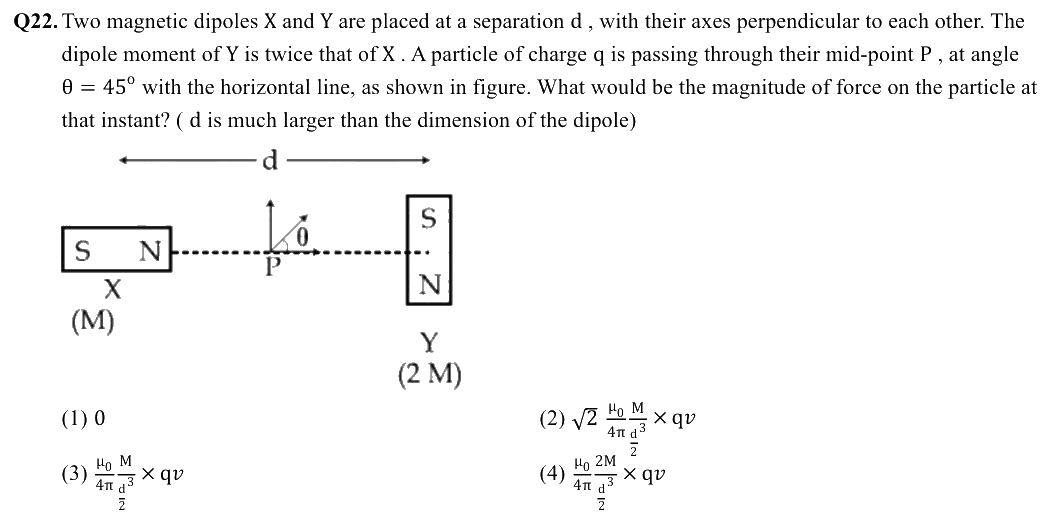 Q22. Two magnetic dipoles X and Y are placed at a separation d , with their axes perpendicular to each other. The
dipole moment of Y is twice that of X . A particle of charge q is passing through their mid-point P , at angle
θ = 45° with the horizontal line, as shown in figure. What would be the magnitude of force on the particle at
that instant? ( d is much larger than the dimension of the dipole)
d
S N
θ
P
S
N
X
(M)
Y
(2 M)
(1) 0
(2) √2 μ₀/4π M/(d/2)³ × qv
(3) μ₀/4π M/(d/2)³ × qv
(4) μ₀/4π 2M/(d/2)³ × qv